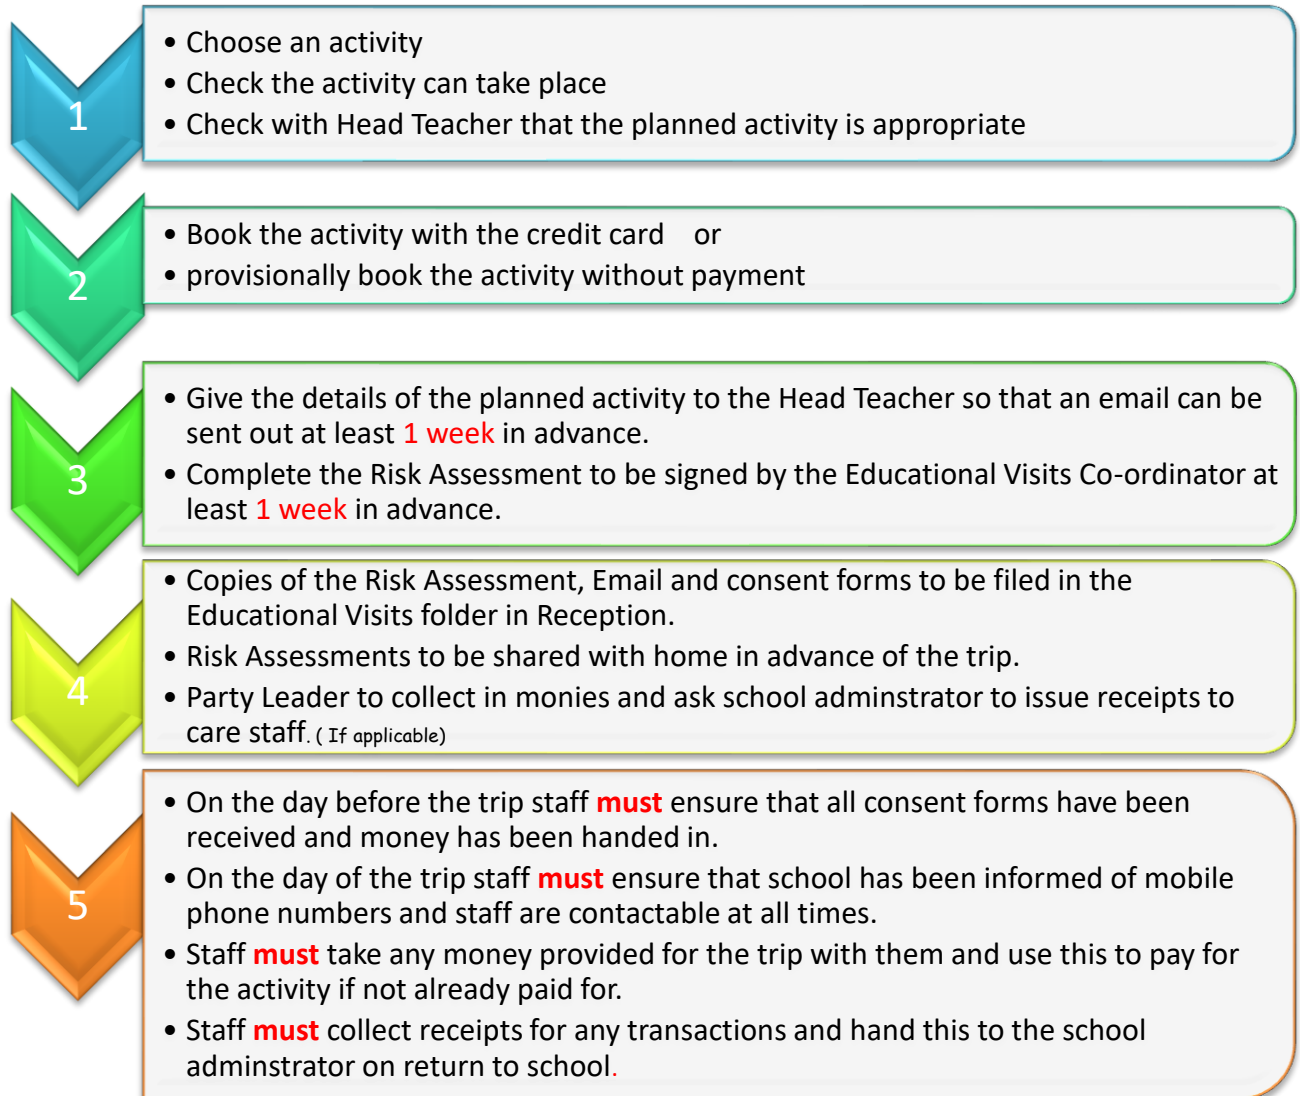 1
• Choose an activity
• Check the activity can take place
• Check with Head Teacher that the planned activity is appropriate
2
• Book the activity with the credit card    or
• provisionally book the activity without payment
3
• Give the details of the planned activity to the Head Teacher so that an email can be
sent out at least 1 week in advance.
• Complete the Risk Assessment to be signed by the Educational Visits Co-ordinator at
least 1 week in advance.
4
• Copies of the Risk Assessment, Email and consent forms to be filed in the
Educational Visits folder in Reception.
• Risk Assessments to be shared with home in advance of the trip.
• Party Leader to collect in monies and ask school adminstrator to issue receipts to
care staff. ( If applicable)
5
• On the day before the trip staff must ensure that all consent forms have been
received and money has been handed in.
• On the day of the trip staff must ensure that school has been informed of mobile
phone numbers and staff are contactable at all times.
• Staff must take any money provided for the trip with them and use this to pay for
the activity if not already paid for.
• Staff must collect receipts for any transactions and hand this to the school
adminstrator on return to school.